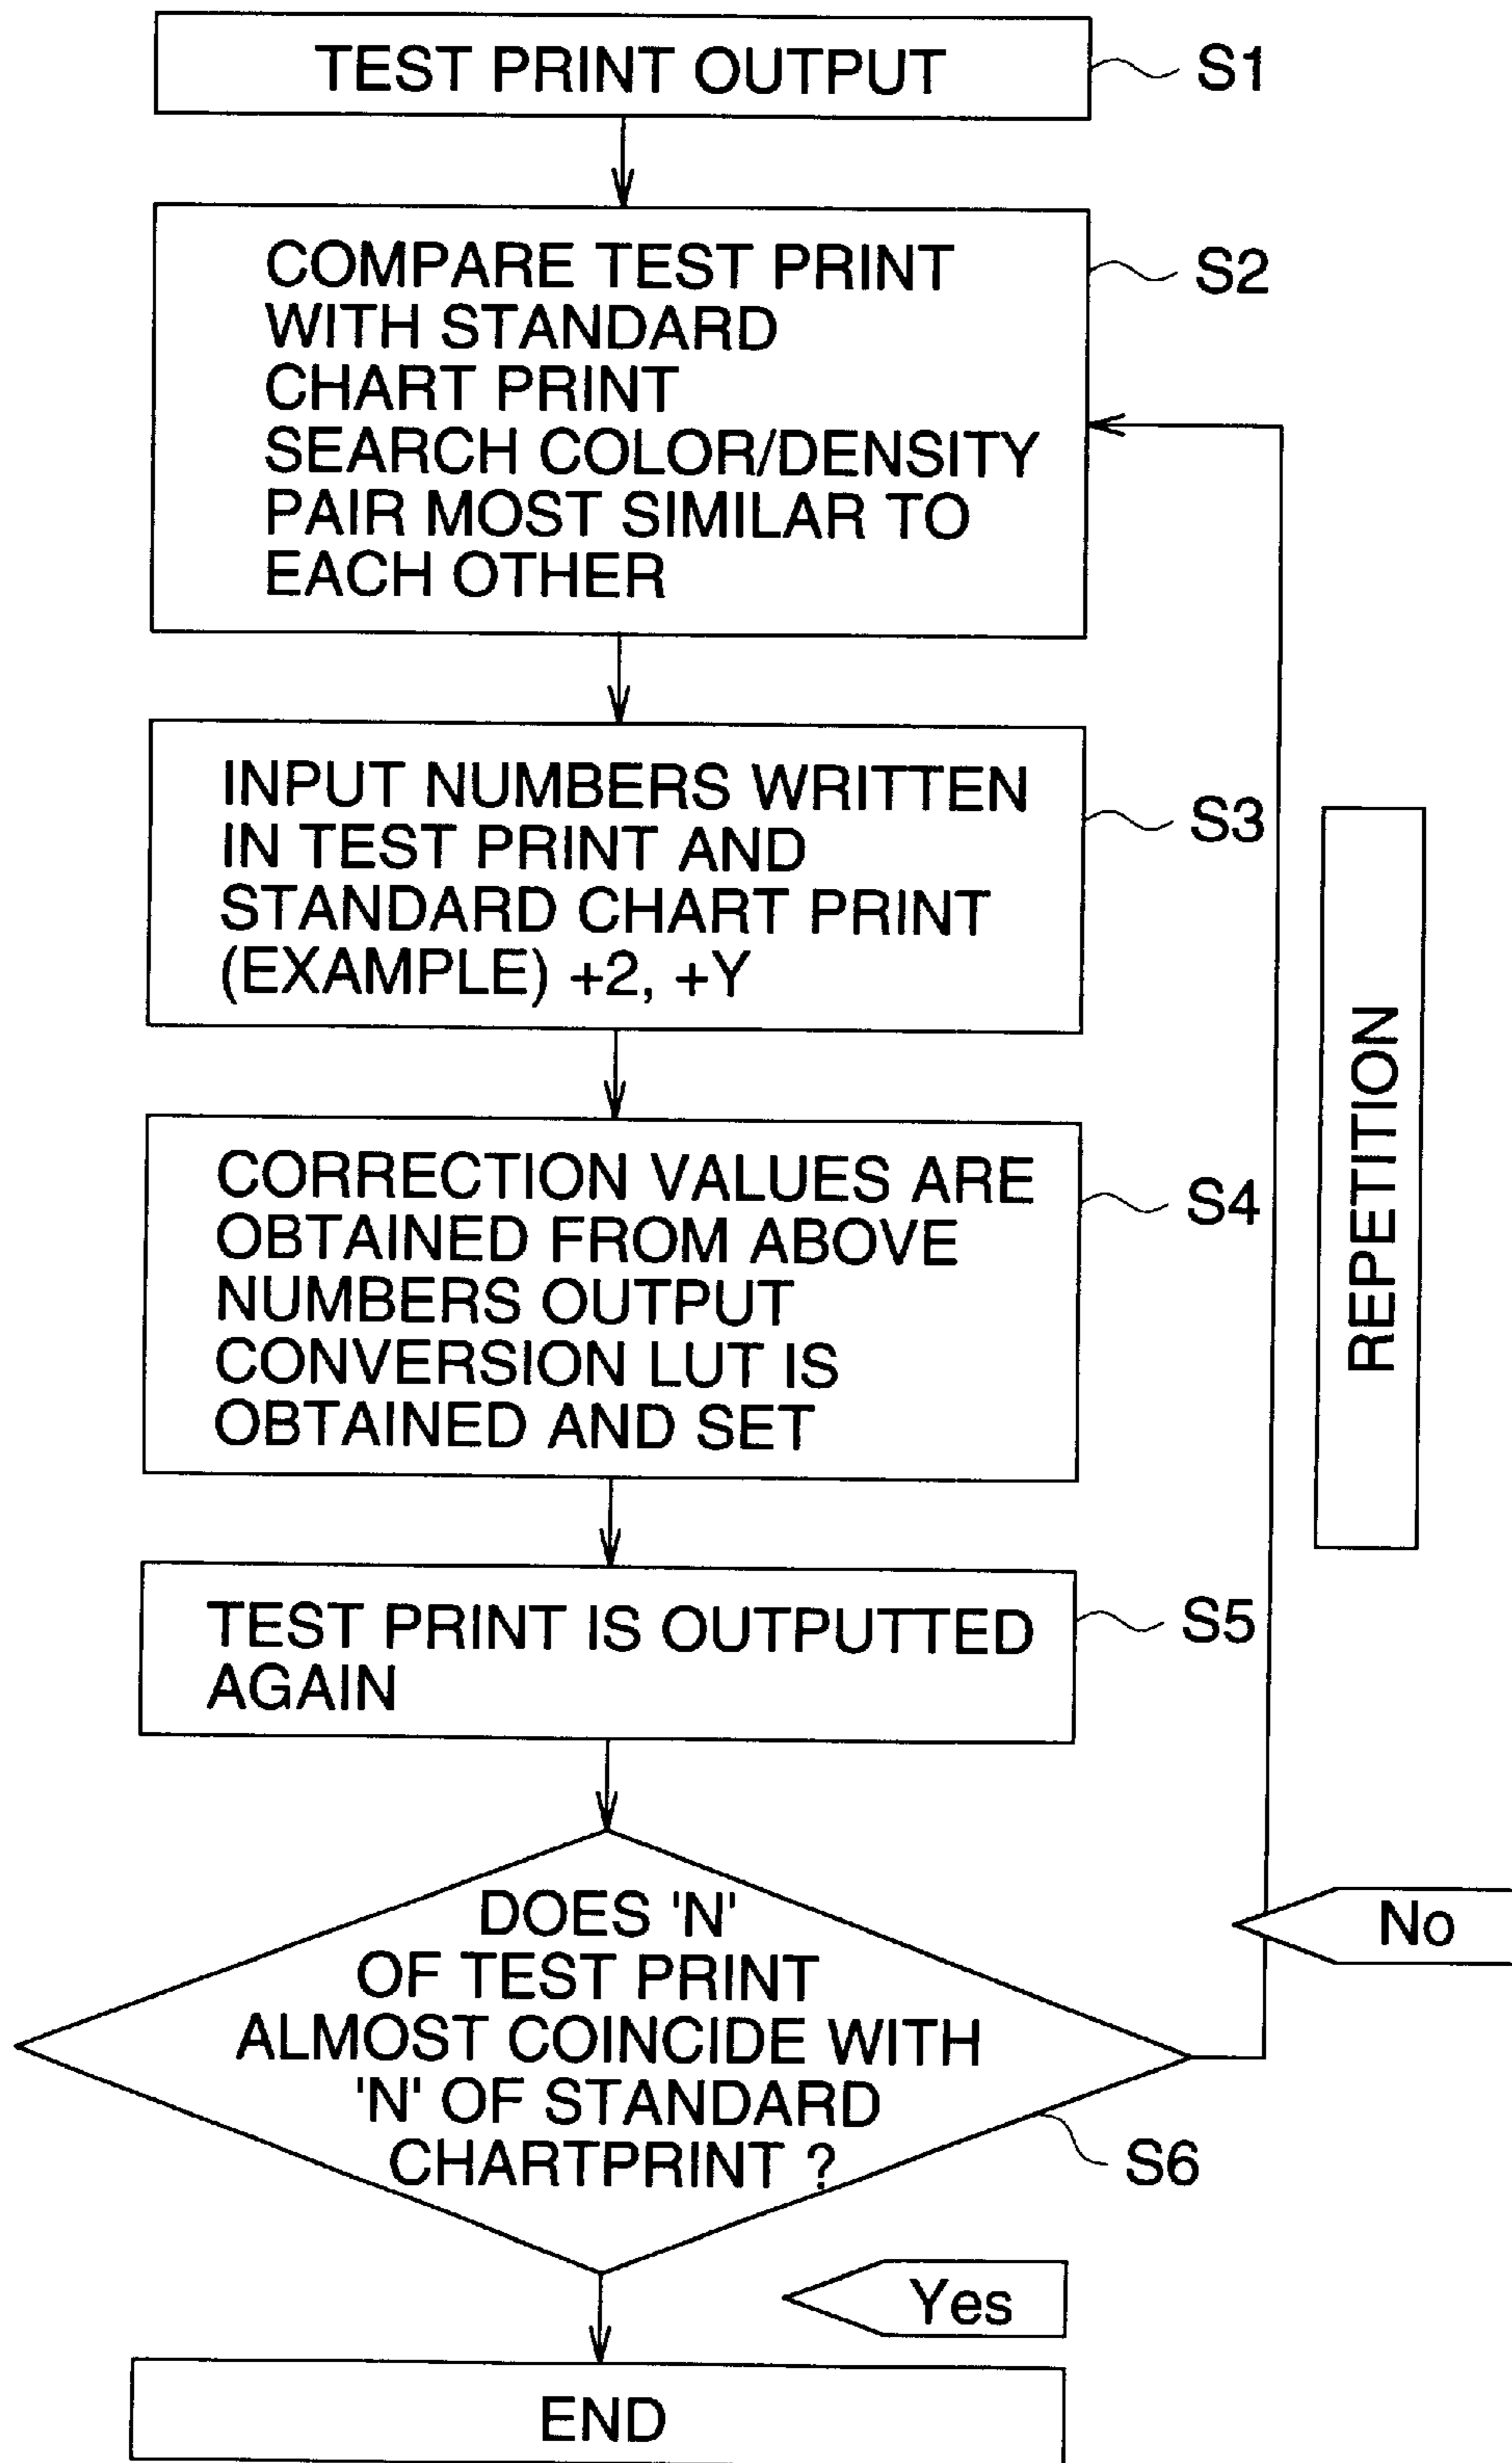 TEST PRINT OUTPUT
S1
COMPARE TEST PRINT
WITH STANDARD
CHART PRINT
SEARCH COLOR/DENSITY
PAIR MOST SIMILAR TO
EACH OTHER
S2
INPUT NUMBERS WRITTEN
IN TEST PRINT AND
STANDARD CHART PRINT
(EXAMPLE) +2, +Y
S3
REPETITION
CORRECTION VALUES ARE
OBTAINED FROM ABOVE
NUMBERS OUTPUT
CONVERSION LUT IS
OBTAINED AND SET
S4
TEST PRINT IS OUTPUTTED
AGAIN
S5
DOES 'N'
OF TEST PRINT
ALMOST COINCIDE WITH
'N' OF STANDARD
CHARTPRINT ?
No
S6
Yes
END